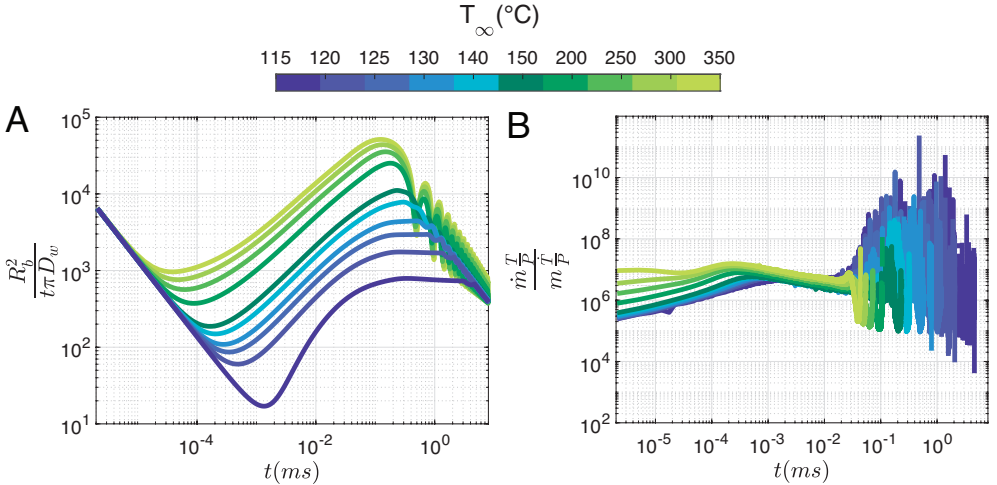 T∞(°C)
115 120 125 130 140 150 200 250 300 350
A
10^5
10^4
10^3
10^2
10^1
R_b^2/(tπD_w)
10^-4 10^-2 10^0
t(ms)
B
10^10
10^8
10^6
10^4
10^2
ṁ/m T/P Ṫ/Ṗ
10^-5 10^-4 10^-3 10^-2 10^-1 10^0
t(ms)